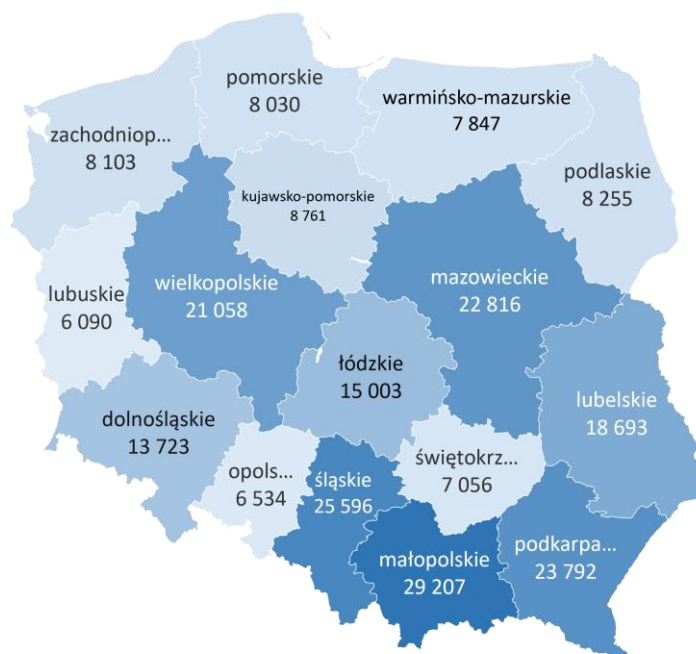 pomorskie
8 030
warmińsko-mazurskie
7 847
zachodniop...
8 103
podlaskie
8 255
kujawsko-pomorskie
8 761
wielkopolskie
21 058
mazowieckie
22 816
lubuskie
6 090
łódzkie
15 003
lubelskie
18 693
dolnośląskie
13 723
opols ...
6 534
śląskie
25 596
świętokrz...
7 056
małopolskie
29 207
podkarpa...
23 792